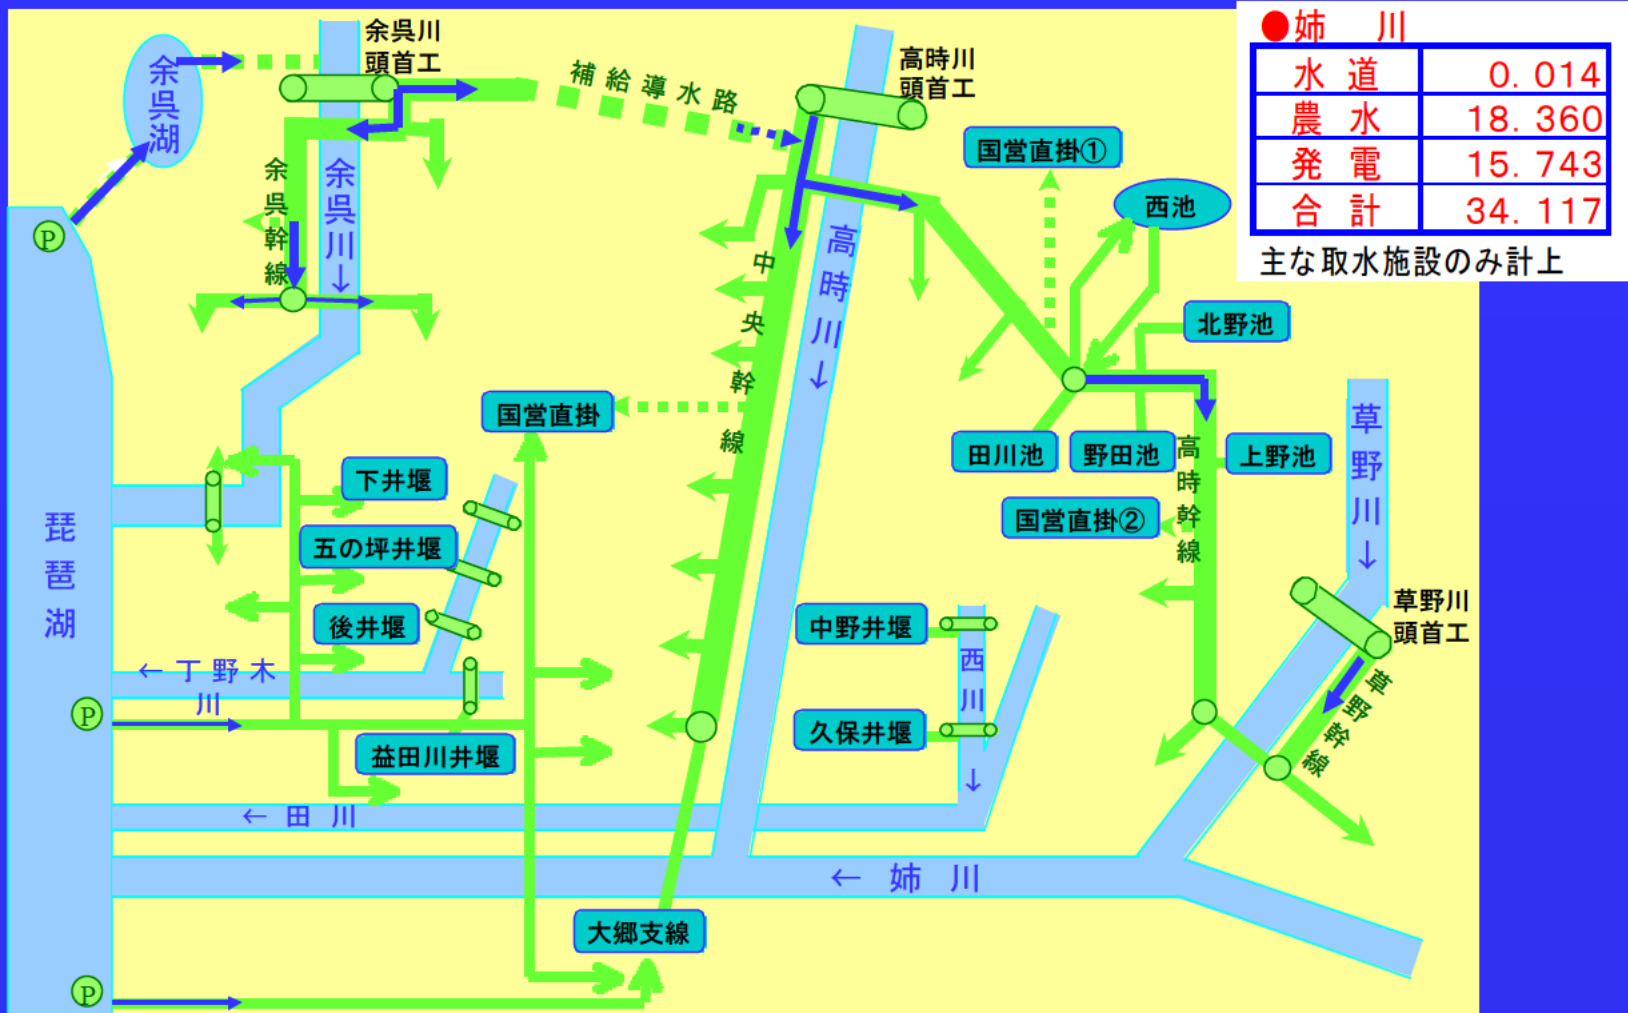 ●姉 川
水 道 0. 014
農 水 18. 360
発 電 15. 743
合 計 34. 117
主な取水施設のみ計上
余呉湖
余呉川
頭首工
補給導水路
高時川
頭首工
国営直掛①
西池
余呉幹線
余呉川↓
P
中央幹線
高時川↓
北野池
国営直掛
田川池
野田池
高時幹線
上野池
草野川↓
国営直掛②
下井堰
五の坪井堰
後井堰
琵琶湖
草野川
頭首工
草野幹線
中野井堰
西川↓
久保井堰
←丁野木
川
P
益田川井堰
← 田 川
← 姉 川
大郷支線
P